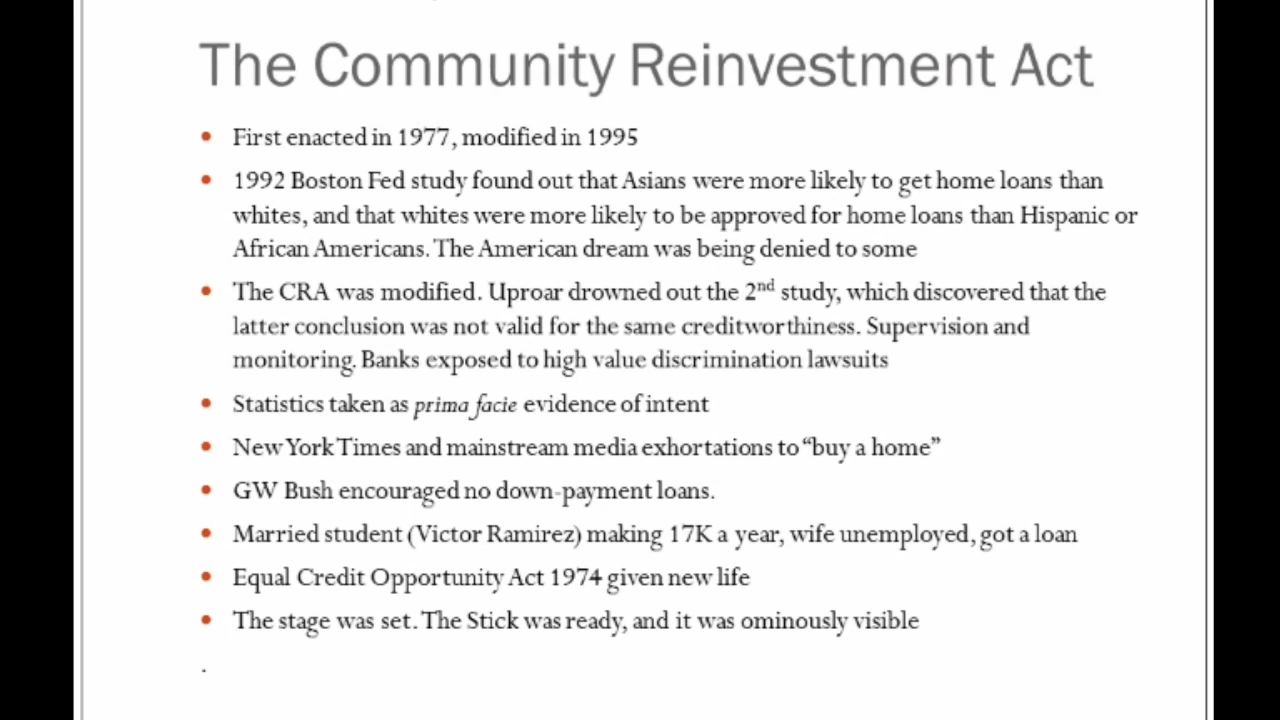 The Community Reinvestment Act
• First enacted in 1977, modified in 1995
• 1992 Boston Fed study found out that Asians were more likely to get home loans than
whites, and that whites were more likely to be approved for home loans than Hispanic or
African Americans. The American dream was being denied to some
• The CRA was modified. Uproar drowned out the 2nd study, which discovered that the
latter conclusion was not valid for the same creditworthiness. Supervision and
monitoring. Banks exposed to high value discrimination lawsuits
• Statistics taken as prima facie evidence of intent
• New York Times and mainstream media exhortations to “buy a home”
• GW Bush encouraged no down-payment loans.
• Married student (Victor Ramirez) making 17K a year, wife unemployed, got a loan
• Equal Credit Opportunity Act 1974 given new life
• The stage was set. The Stick was ready, and it was ominously visible
.